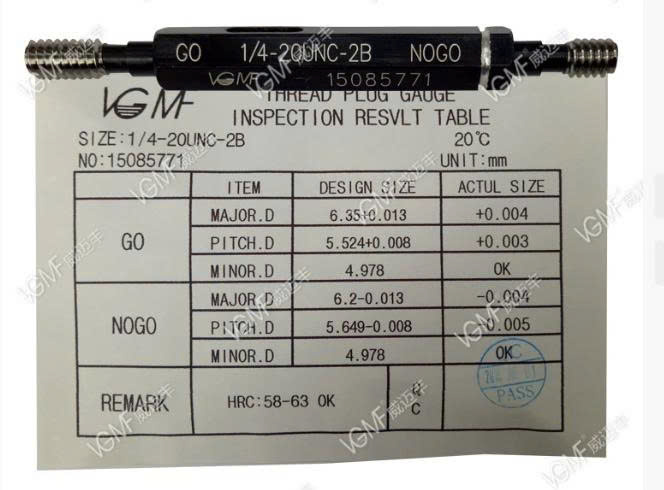 GO 1/4-20UNC-2B NOGO
VGMF 15085771
VGMF THREAD PLUG GAUGE
INSPECTION RESVLT TABLE
SIZE:1/4-20UNC-2B 20℃
NO:15085771 UNIT:mm
ITEM DESIGN SIZE ACTUL SIZE
GO
MAJOR.D 6.35+0.013 +0.004
PITCH.D 5.524+0.008 +0.003
MINOR.D 4.978 OK
NOGO
MAJOR.D 6.2-0.013 -0.004
PITCH.D 5.649-0.008 -0.005
MINOR.D 4.978 OK
REMARK HRC:58-63 OK
C
PASS
VGMF威迈丰